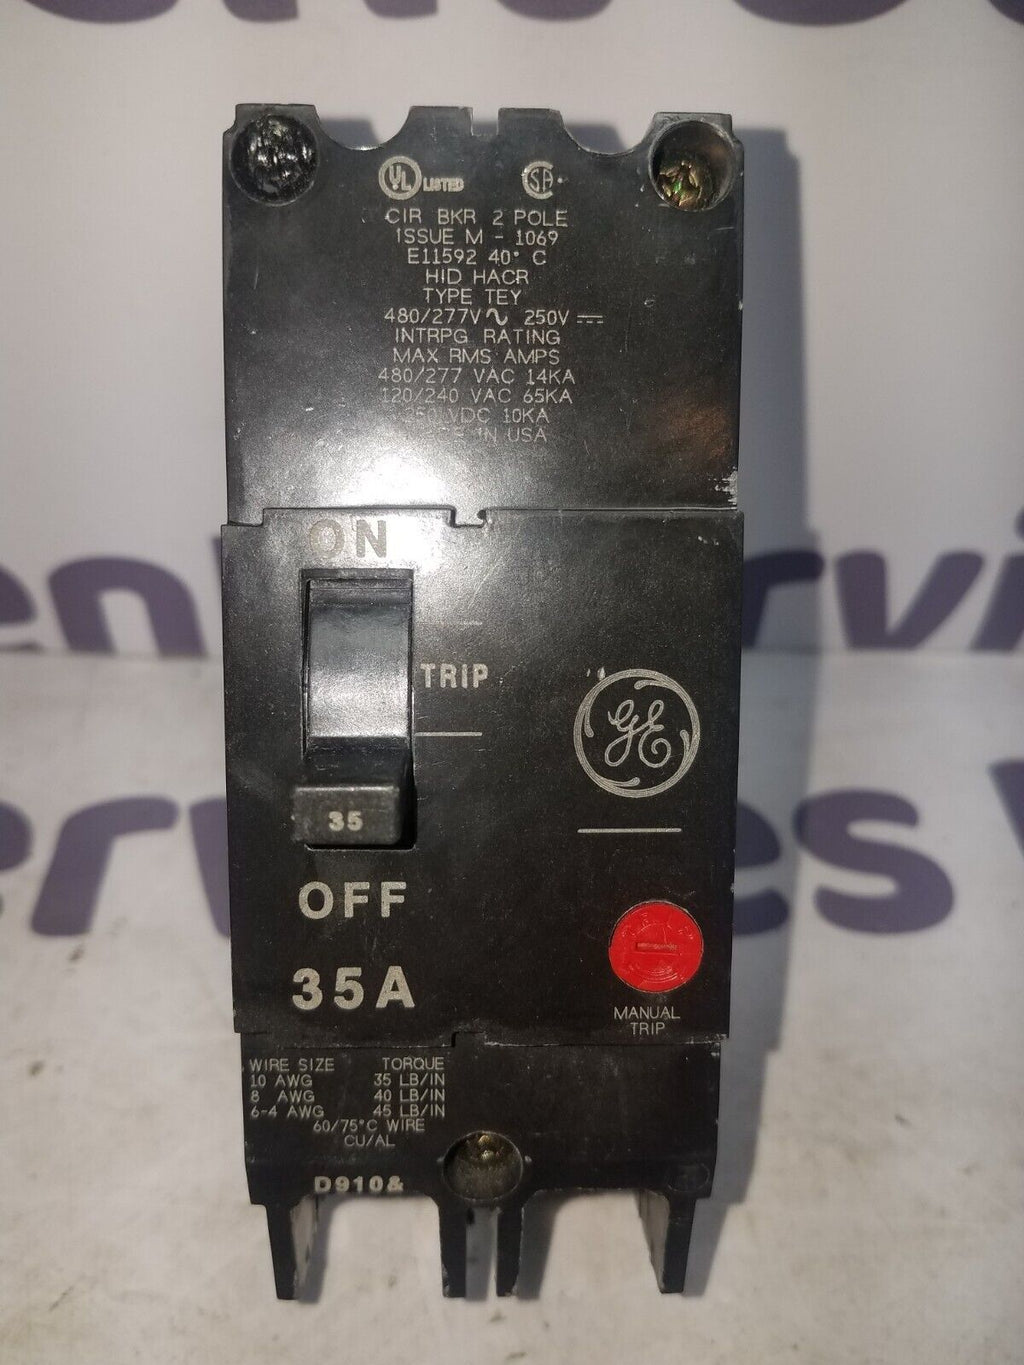 UL LISTED
SA
CIR BKR 2 POLE
ISSUE M - 1069
E11592 40° C
HID HACR
TYPE TEY
480/277V ∿ 250V ⎓
INTRPG RATING
MAX RMS AMPS
480/277 VAC 14KA
120/240 VAC 65KA
250 VDC 10KA
IN USA
ON
TRIP
GE
35
OFF
35A
MANUAL
TRIP
WIRE SIZE TORQUE
10 AWG 35 LB/IN
8 AWG 40 LB/IN
6-4 AWG 45 LB/IN
60/75°C WIRE
CU/AL
D910&